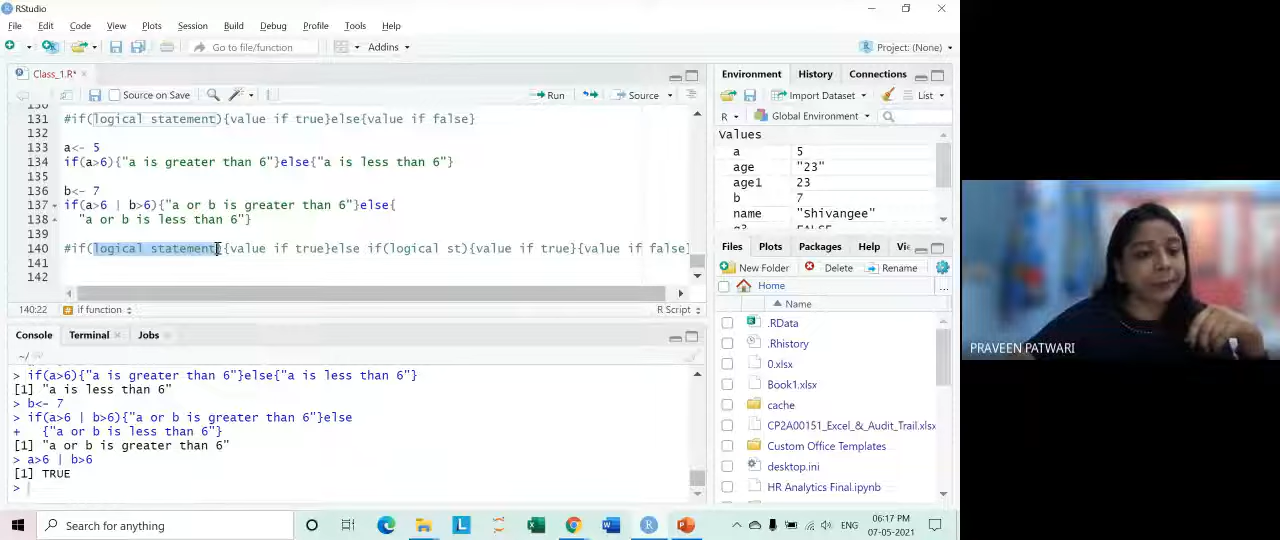 RStudio
File Edit Code View Plots Session Build Debug Profile Tools Help
Go to file/function Addins Project: (None)
Class_1.R*
Source on Save Run Source
131 #if(logical statement){value if true}else{value if false}
132
133 a<- 5
134 if(a>6){"a is greater than 6"}else{"a is less than 6"}
135
136 b<- 7
137 if(a>6 | b>6){"a or b is greater than 6"}else{
138 "a or b is less than 6"}
139
140 #if(logical statement){value if true}else if(logical st){value if true}{value if false}
141
142
140:22 if function R Script
Console Terminal Jobs
~/
> if(a>6){"a is greater than 6"}else{"a is less than 6"}
[1] "a is less than 6"
> b<- 7
> if(a>6 | b>6){"a or b is greater than 6"}else
+ {"a or b is less than 6"}
[1] "a or b is greater than 6"
> a>6 | b>6
[1] TRUE
>
Environment History Connections
Import Dataset List
R Global Environment
Values
a 5
age "23"
age1 23
b 7
name "Shivangee"
Files Plots Packages Help Vi
New Folder Delete Rename
Home ...
Name
.RData
.Rhistory
0.xlsx
Book1.xlsx
cache
CP2A00151_Excel_&_Audit_Trail.xlsx
Custom Office Templates
desktop.ini
HR Analytics Final.ipynb
PRAVEEN PATWARI
Search for anything
ENG
06:17 PM
07-05-2021